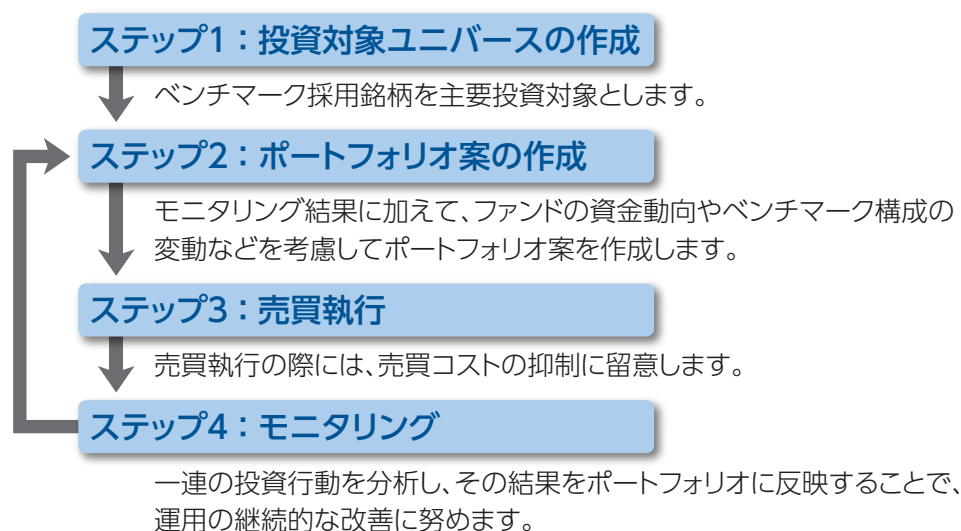 ステップ1：投資対象ユニバースの作成
ベンチマーク採用銘柄を主要投資対象とします。
ステップ2：ポートフォリオ案の作成
モニタリング結果に加えて、ファンドの資金動向やベンチマーク構成の
変動などを考慮してポートフォリオ案を作成します。
ステップ3：売買執行
売買執行の際には、売買コストの抑制に留意します。
ステップ4：モニタリング
一連の投資行動を分析し、その結果をポートフォリオに反映することで、
運用の継続的な改善に努めます。